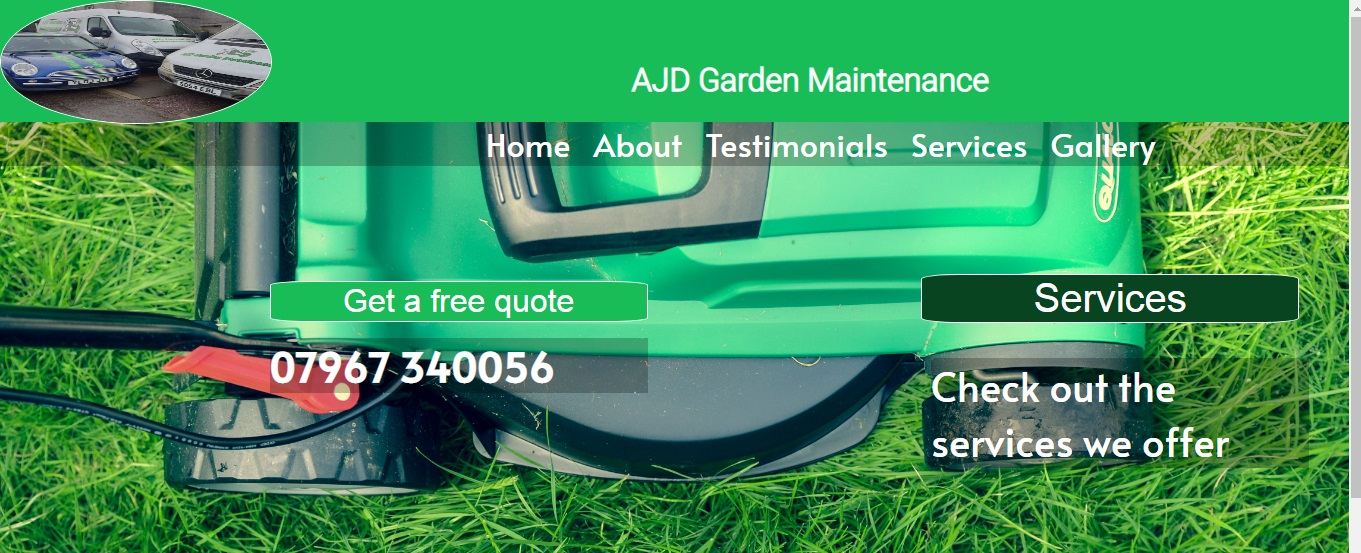 AJD Garden Maintenance
Home About Testimonials Services Gallery
Get a free quote
Services
07967 340056
Check out the
services we offer